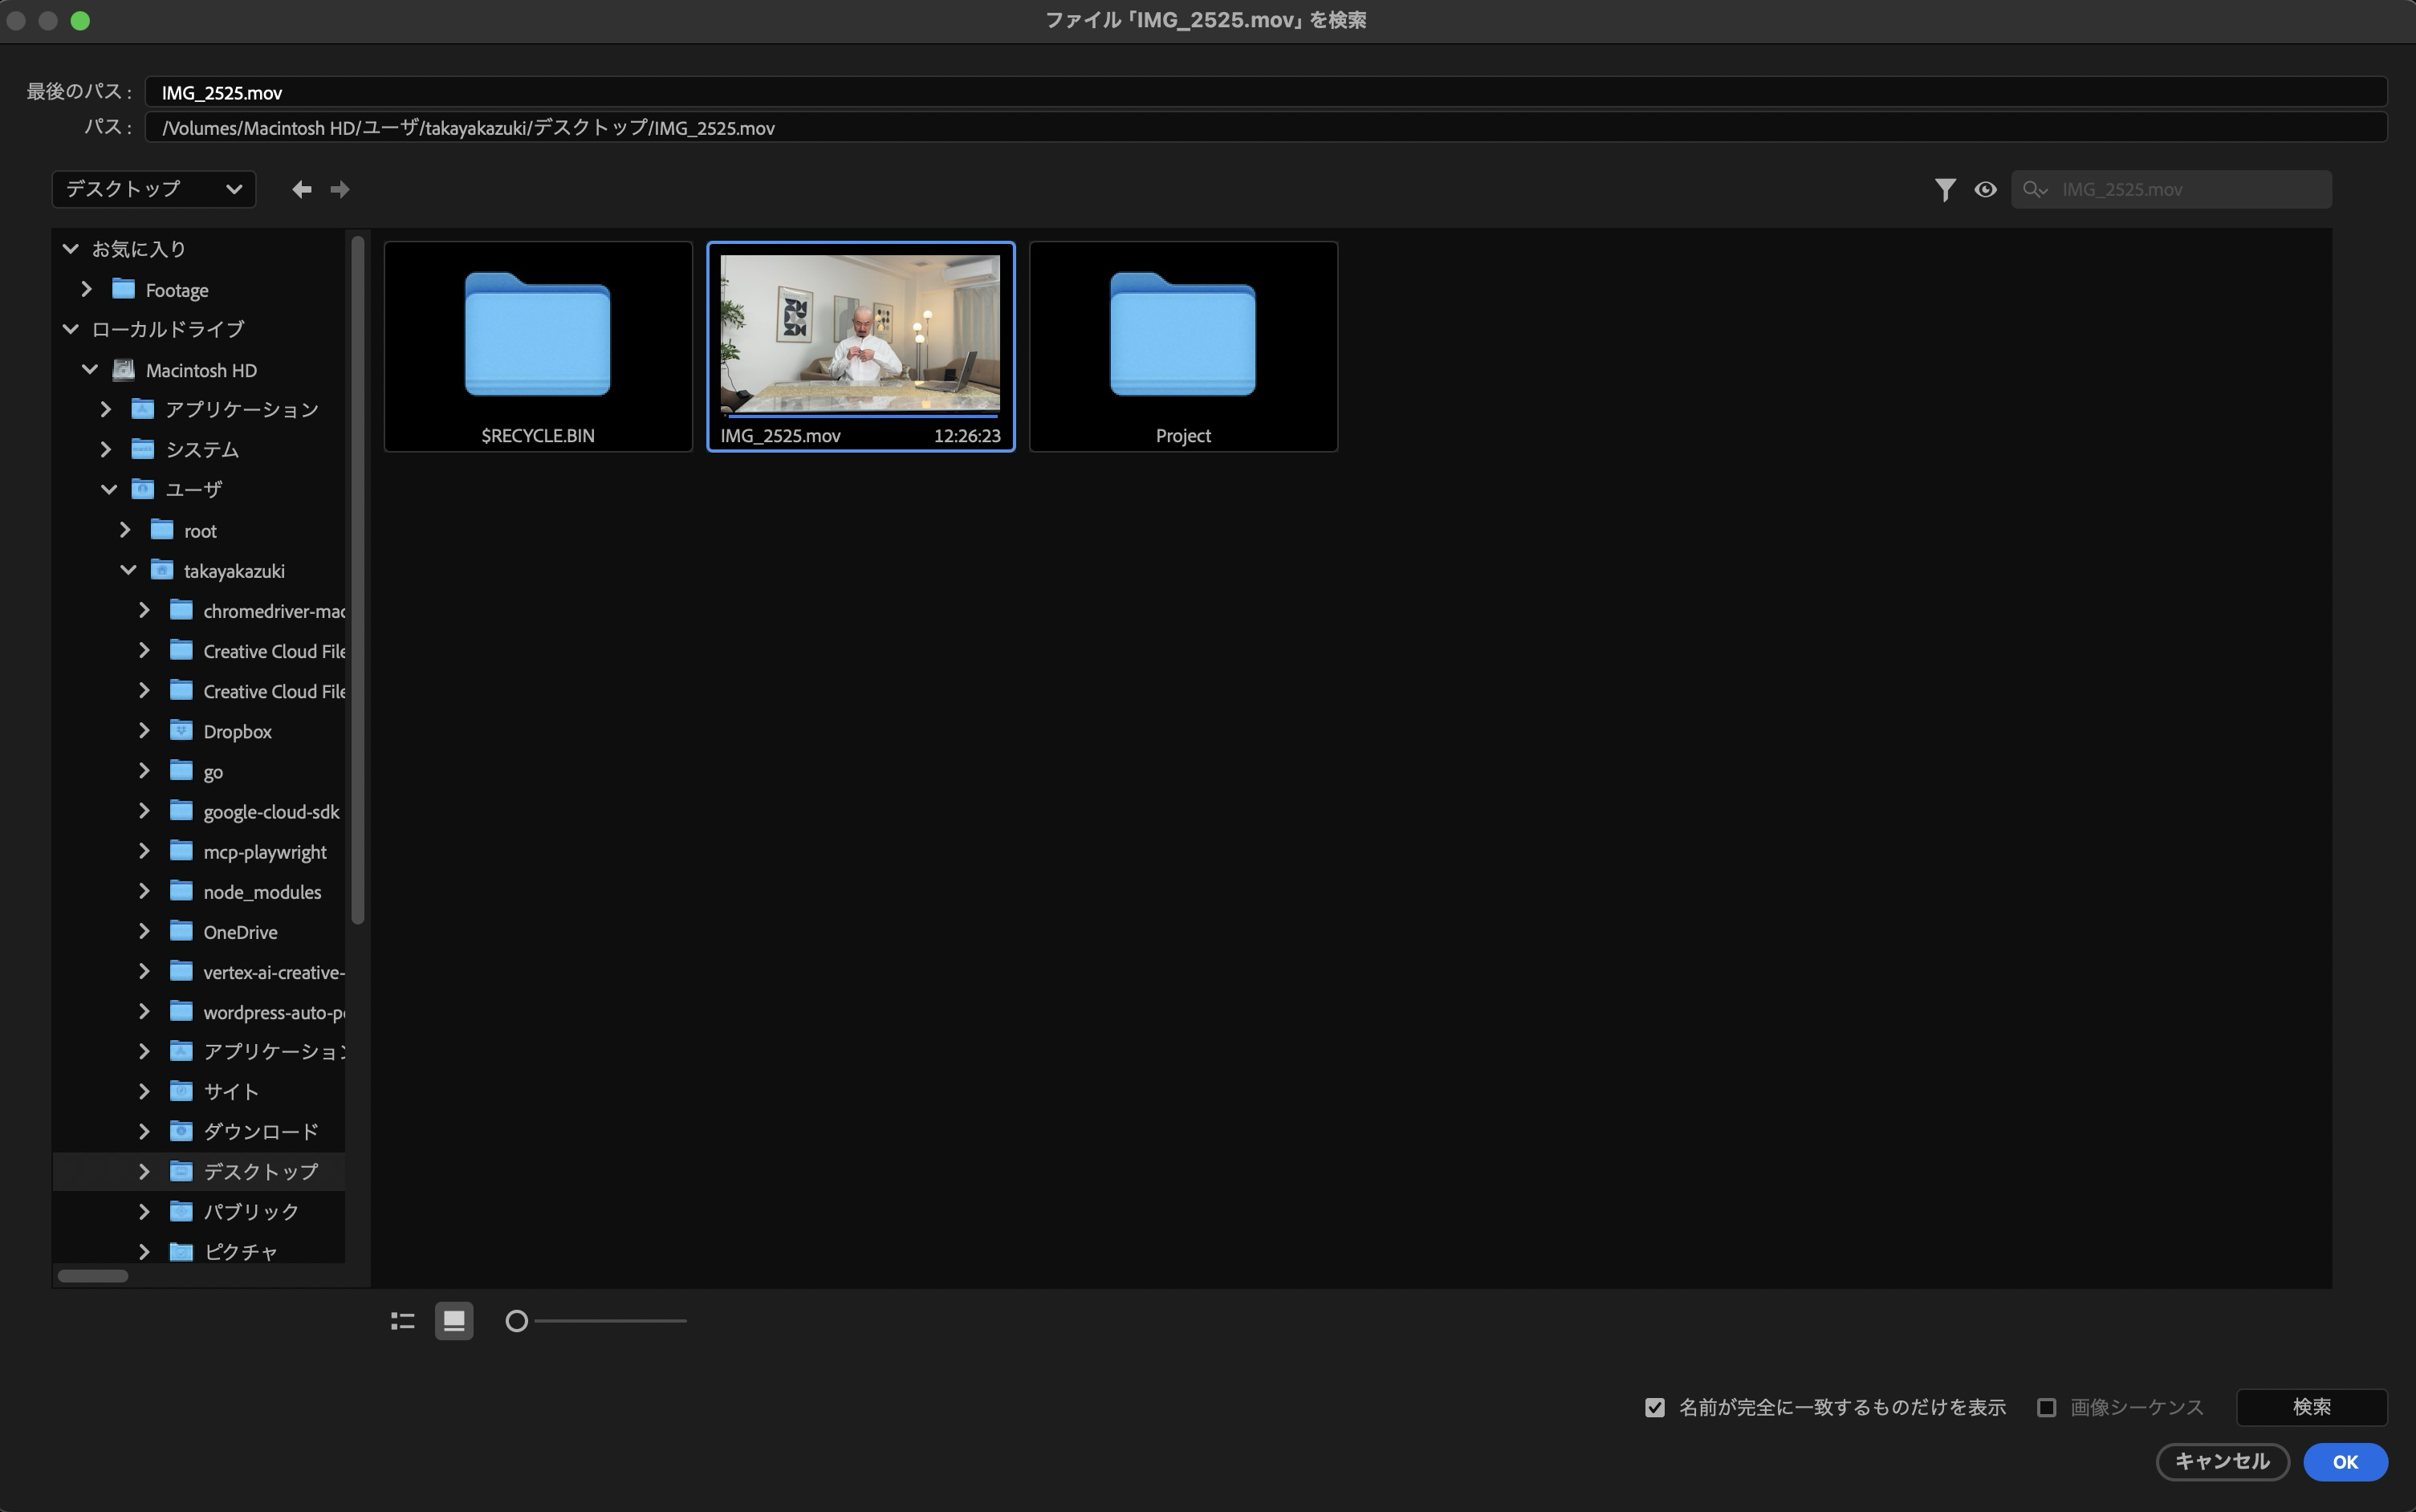 ファイル「IMG_2525.mov」を検索
最後のパス : IMG_2525.mov
パス : /Volumes/Macintosh HD/ユーザ/takayakazuki/デスクトップ/IMG_2525.mov
デスクトップ
IMG_2525.mov
お気に入り
Footage
ローカルドライブ
Macintosh HD
アプリケーション
システム
ユーザ
root
takayakazuki
chromedriver-mac
Creative Cloud File
Creative Cloud File
Dropbox
go
google-cloud-sdk
mcp-playwright
node_modules
OneDrive
vertex-ai-creative-
wordpress-auto-po
アプリケーション
サイト
ダウンロード
デスクトップ
パブリック
ピクチャ
$RECYCLE.BIN
IMG_2525.mov 12:26:23
Project
名前が完全に一致するものだけを表示 画像シーケンス 検索
キャンセル OK